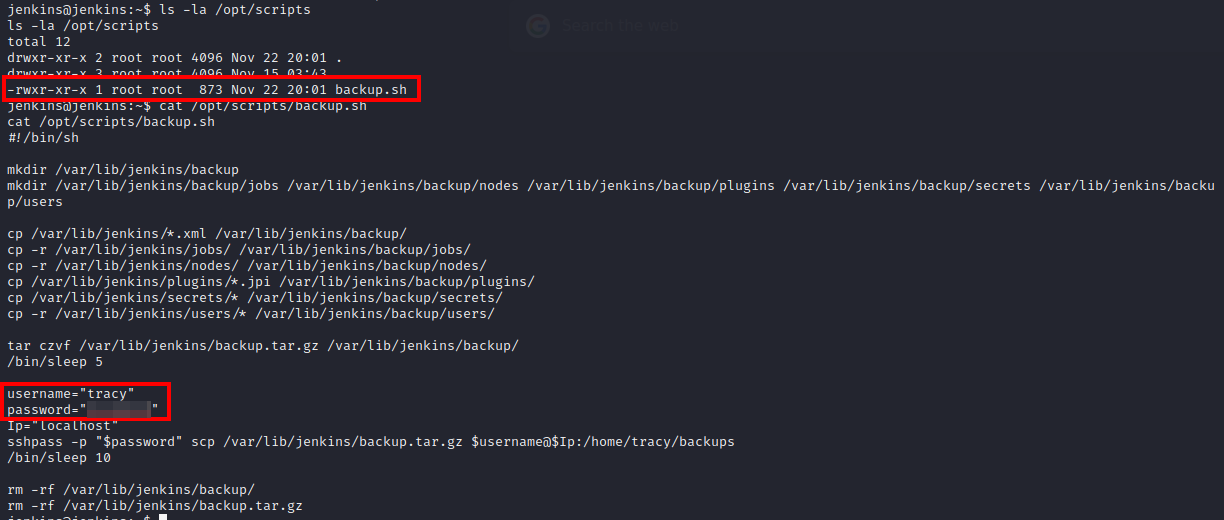 jenkins@jenkins:~$ ls -la /opt/scripts
ls -la /opt/scripts
total 12
drwxr-xr-x 2 root root 4096 Nov 22 20:01 .
drwxr-xr-x 3 root root 4096 Nov 15 03:43
-rwxr-xr-x 1 root root  873 Nov 22 20:01 backup.sh
jenkins@jenkins:~$ cat /opt/scripts/backup.sh
cat /opt/scripts/backup.sh
#!/bin/sh
mkdir /var/lib/jenkins/backup
mkdir /var/lib/jenkins/backup/jobs /var/lib/jenkins/backup/nodes /var/lib/jenkins/backup/plugins /var/lib/jenkins/backup/secrets /var/lib/jenkins/backu
p/users
cp /var/lib/jenkins/*.xml /var/lib/jenkins/backup/
cp -r /var/lib/jenkins/jobs/ /var/lib/jenkins/backup/jobs/
cp -r /var/lib/jenkins/nodes/ /var/lib/jenkins/backup/nodes/
cp /var/lib/jenkins/plugins/*.jpi /var/lib/jenkins/backup/plugins/
cp /var/lib/jenkins/secrets/* /var/lib/jenkins/backup/secrets/
cp -r /var/lib/jenkins/users/* /var/lib/jenkins/backup/users/
tar czvf /var/lib/jenkins/backup.tar.gz /var/lib/jenkins/backup/
/bin/sleep 5
username="tracy"
password=" "
Ip="localhost"
sshpass -p "$password" scp /var/lib/jenkins/backup.tar.gz $username@$Ip:/home/tracy/backups
/bin/sleep 10
rm -rf /var/lib/jenkins/backup/
rm -rf /var/lib/jenkins/backup.tar.gz
jenkins@jenkins:~$
Search the web